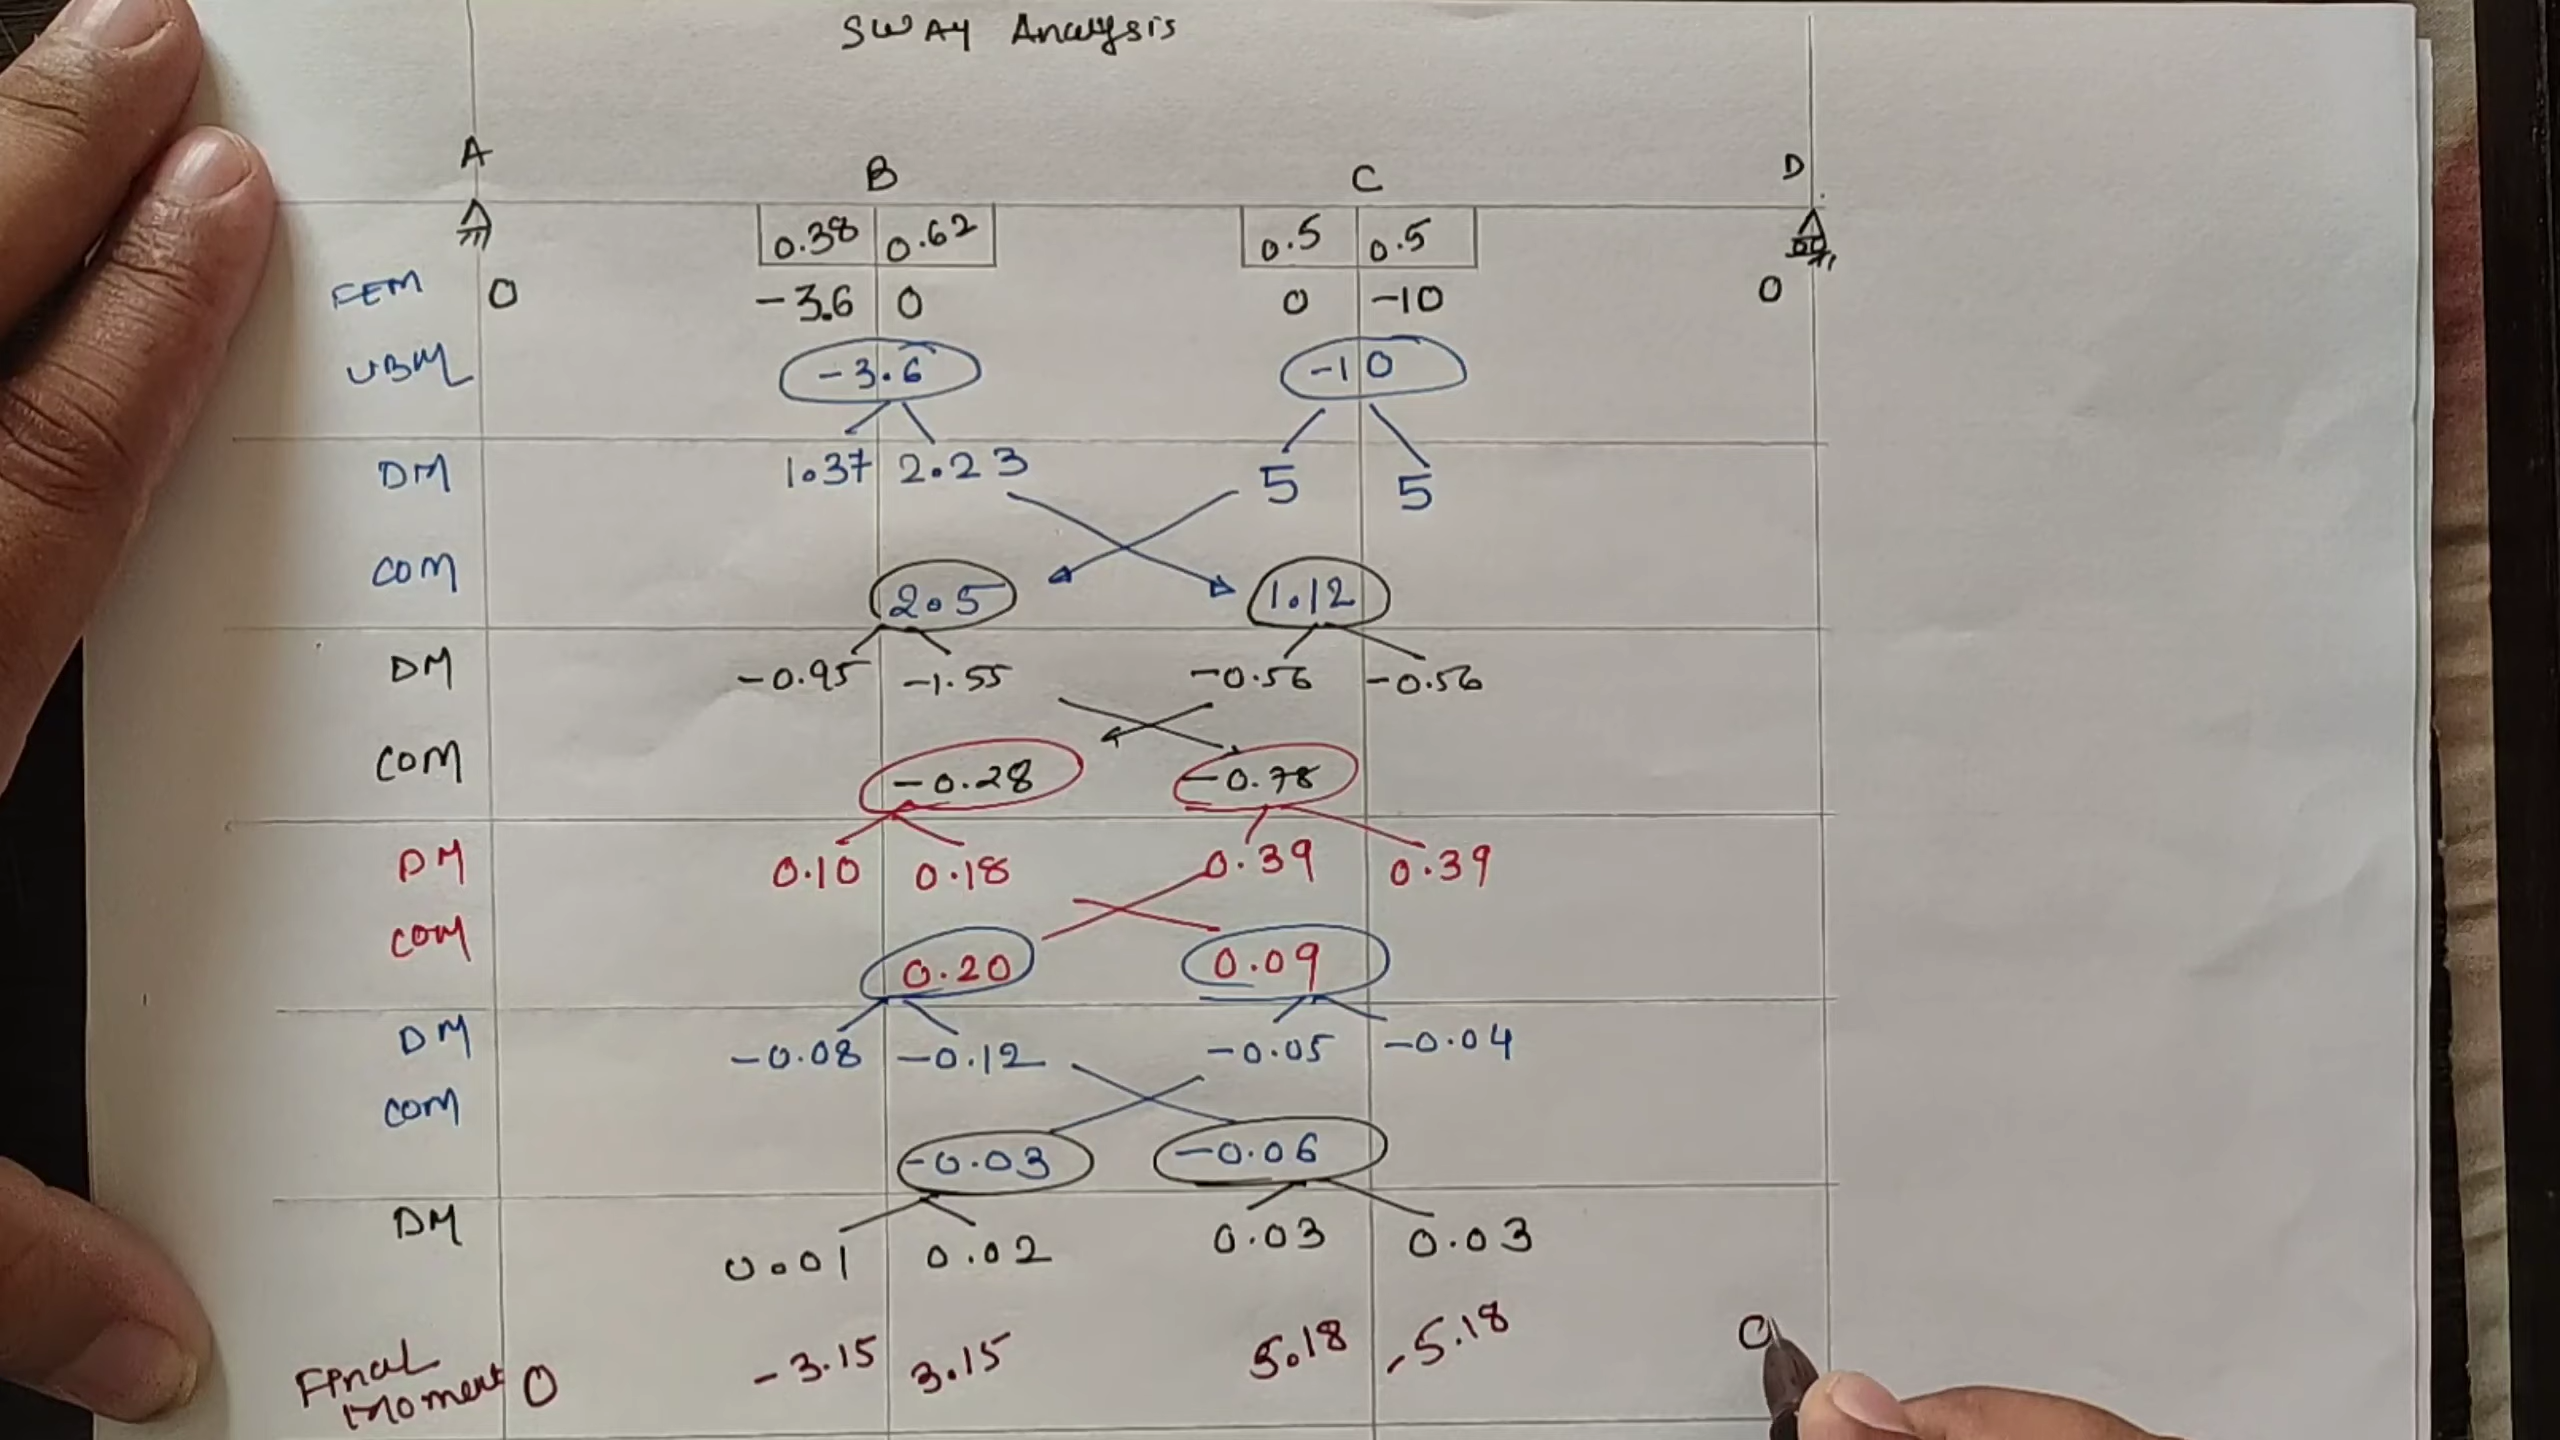 SWAY Analysis
A B C D
0.38 0.62 0.5 0.5
FEM 0 -3.6 0 0 -10 0
UBM -3.6 -10
DM 1.37 2.23 5 5
COM 2.5 1.12
DM -0.95 -1.55 -0.56 -0.56
COM -0.28 -0.78
DM 0.10 0.18 0.39 0.39
COM 0.20 0.09
DM -0.08 -0.12 -0.05 -0.04
COM -0.03 -0.06
DM 0.01 0.02 0.03 0.03
Final
Moment 0 -3.15 3.15 5.18 -5.18 0